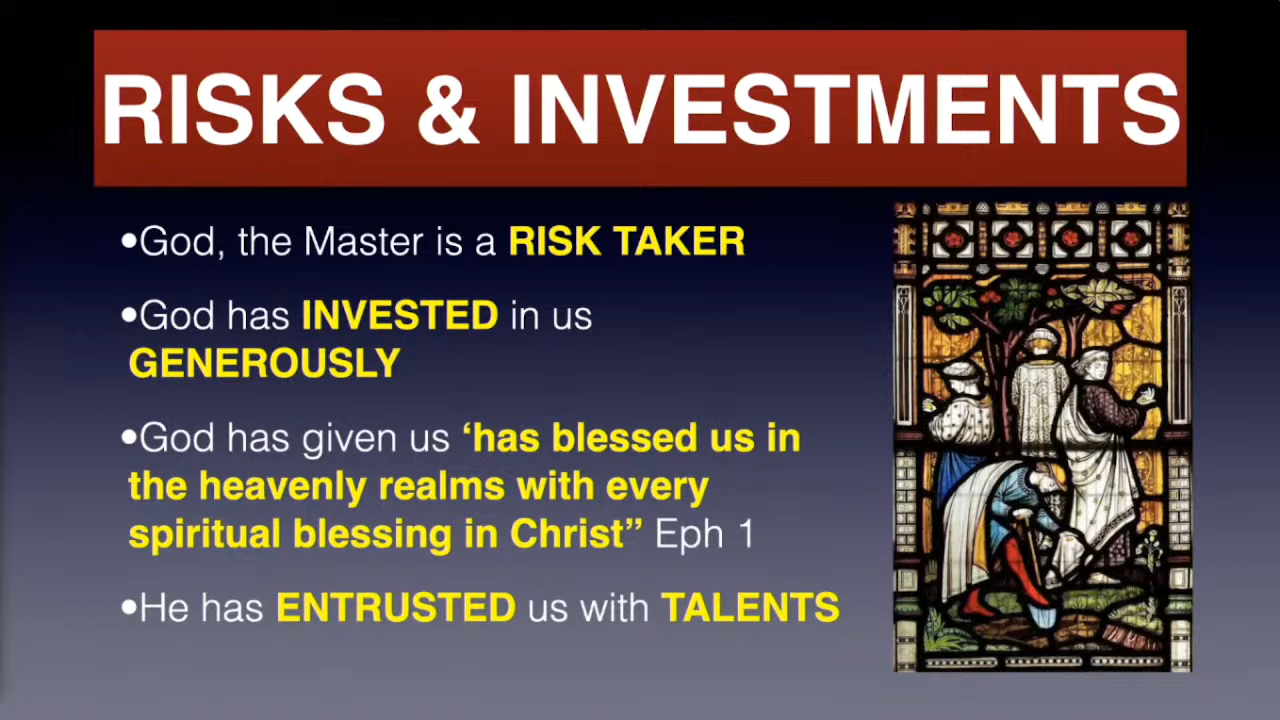 RISKS & INVESTMENTS
•God, the Master is a RISK TAKER
•God has INVESTED in us
GENEROUSLY
•God has given us ‘has blessed us in
the heavenly realms with every
spiritual blessing in Christ” Eph 1
•He has ENTRUSTED us with TALENTS